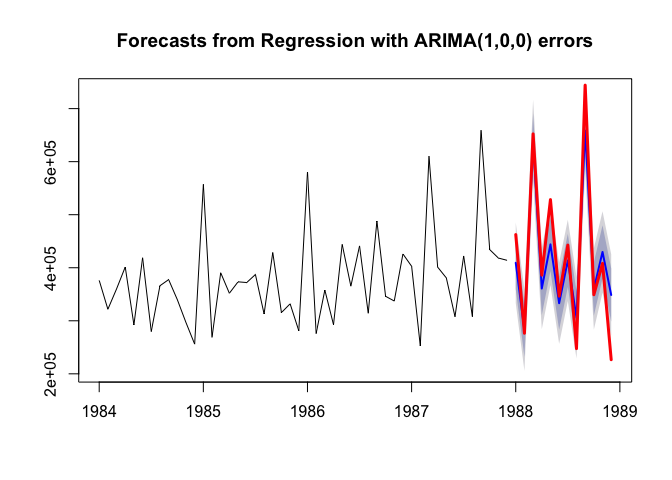 Forecasts from Regression with ARIMA(1,0,0) errors
6e+05
4e+05
2e+05
1984 1985 1986 1987 1988 1989